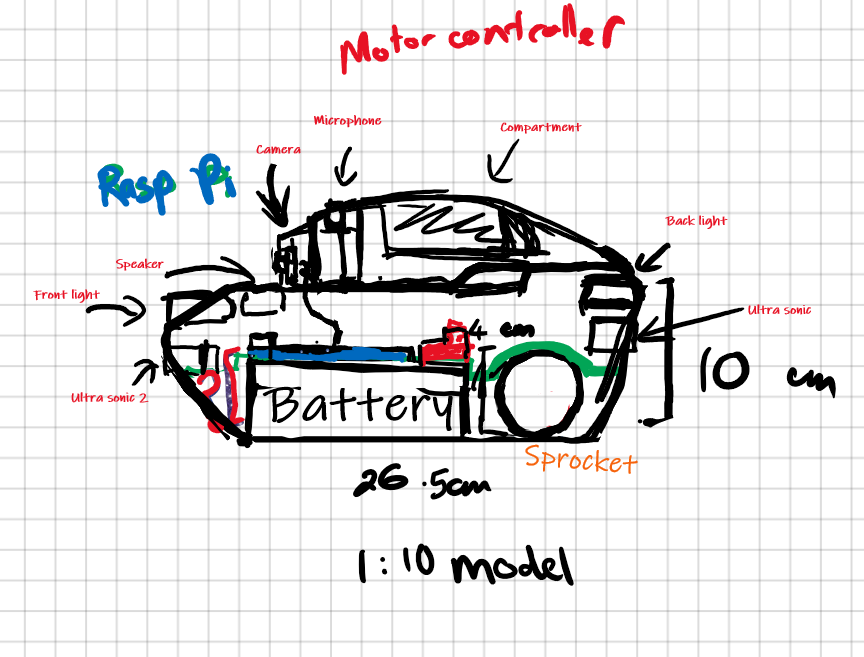 Motor controller
Microphone
Compartment
Camera
Rasp Pi
Back light
Speaker
Front light
Ultra sonic
4 cm
10 cm
Ultra sonic 2
Battery
Sprocket
26.5cm
1:10 model